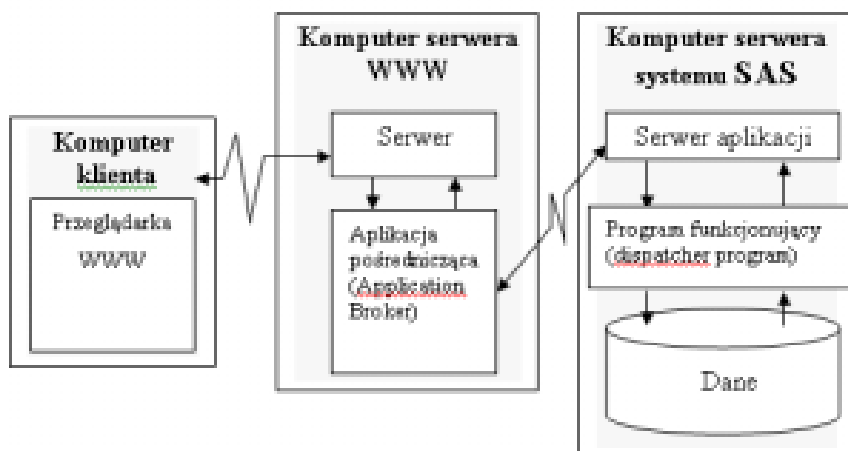 Komputer
klienta
Przeglądarka
WWW
Komputer serwera
WWW
Serwer
Aplikacja
pośrednicząca
(Application
Broker)
Komputer serwera
systemu SAS
Serwer aplikacji
Program funkcjonujący
(dispatcher program)
Dane